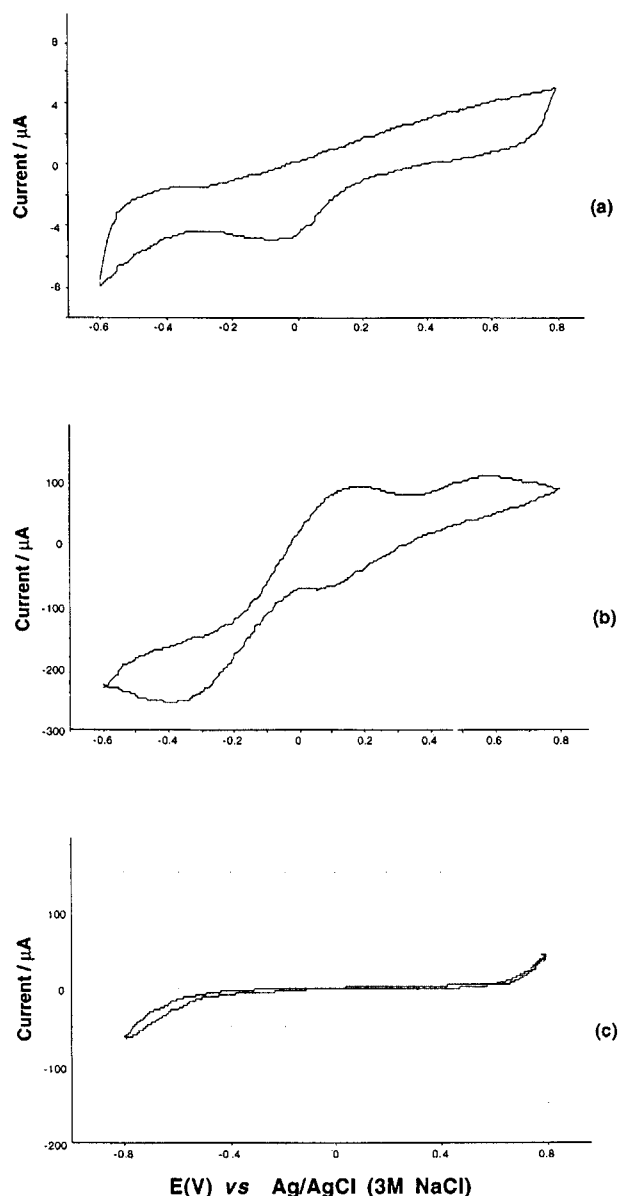 8
4
0
-4
-8
Current / µA
(a)
-0.6 -0.4 -0.2 0 0.2 0.4 0.6 0.8
100
0
-100
-200
-300
Current / µA
(b)
-0.6 -0.4 -0.2 0 0.2 0.4 0.6 0.8
100
0
-100
-200
Current / µA
(c)
-0.8 -0.4 0 0.4 0.8
E(V) vs Ag/AgCl (3M NaCl)